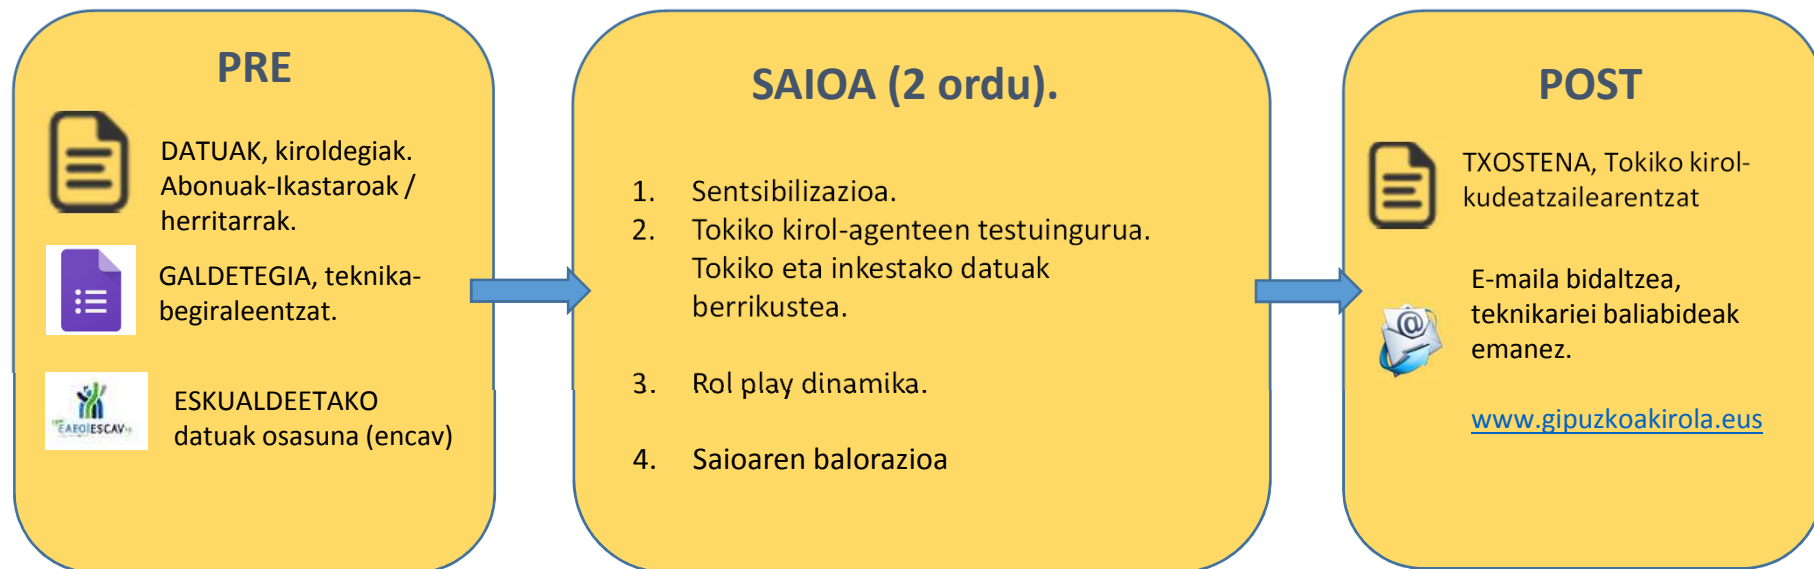 PRE
DATUAK, kiroldegiak.
Abonuak-Ikastaroak /
herritarrak.
GALDETEGIA, teknika-
begiraleentzat.
EAEOIESCAV
ESKUALDEETAKO
datuak osasuna (encav)
SAIOA (2 ordu).
1. Sentsibilizazioa.
2. Tokiko kirol-agenteen testuingurua.
Tokiko eta inkestako datuak
berrikustea.
3. Rol play dinamika.
4. Saioaren balorazioa
POST
TXOSTENA, Tokiko kirol-
kudeatzailearentzat
@
E-maila bidaltzea,
teknikariei baliabideak
emanez.
www.gipuzkoakirola.eus